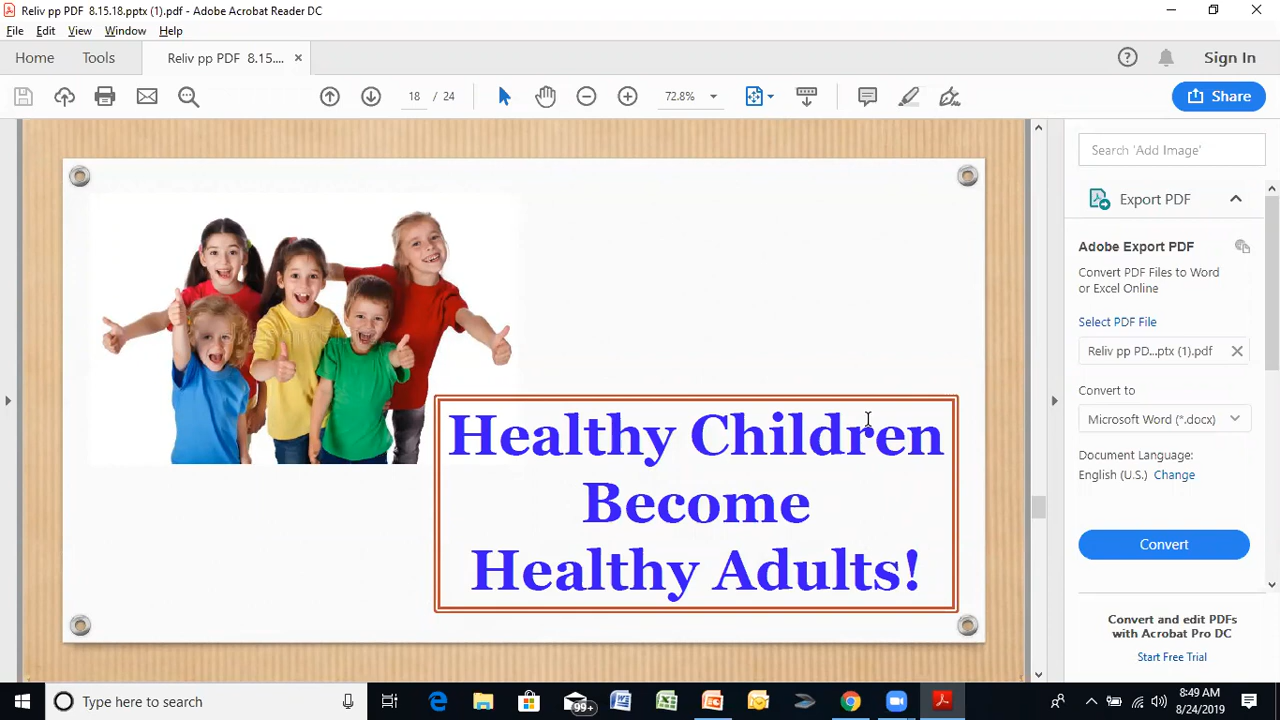 Reliv pp PDF 8.15.18.pptx (1).pdf - Adobe Acrobat Reader DC
File Edit View Window Help
Home Tools Reliv pp PDF 8.15.... ×
Sign In
18 / 24
72.8%
Share
Search 'Add Image'
Export PDF
Adobe Export PDF
Convert PDF Files to Word
or Excel Online
Select PDF File
Reliv pp PD...ptx (1).pdf
Convert to
Microsoft Word (*.docx)
Document Language:
English (U.S.) Change
Convert
Convert and edit PDFs
with Acrobat Pro DC
Start Free Trial
Healthy Children
Become
Healthy Adults!
Type here to search
99+
8:49 AM
8/24/2019